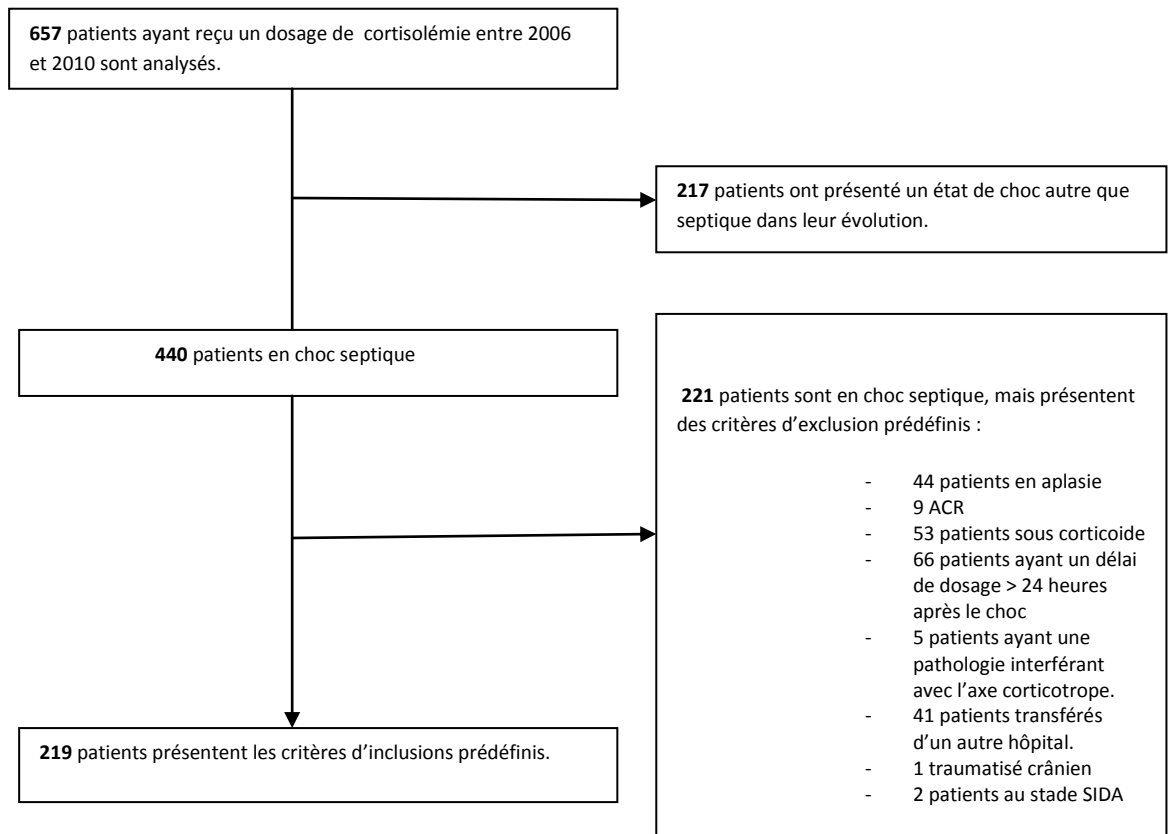 657 patients ayant reçu un dosage de cortisolémie entre 2006
et 2010 sont analysés.
217 patients ont présenté un état de choc autre que
septique dans leur évolution.
440 patients en choc septique
221 patients sont en choc septique, mais présentent
des critères d’exclusion prédéfinis :
- 44 patients en aplasie
- 9 ACR
- 53 patients sous corticoide
- 66 patients ayant un délai
de dosage > 24 heures
après le choc
- 5 patients ayant une
pathologie interférant
avec l’axe corticotrope.
- 41 patients transférés
d’un autre hôpital.
- 1 traumatisé crânien
- 2 patients au stade SIDA
219 patients présentent les critères d’inclusions prédéfinis.